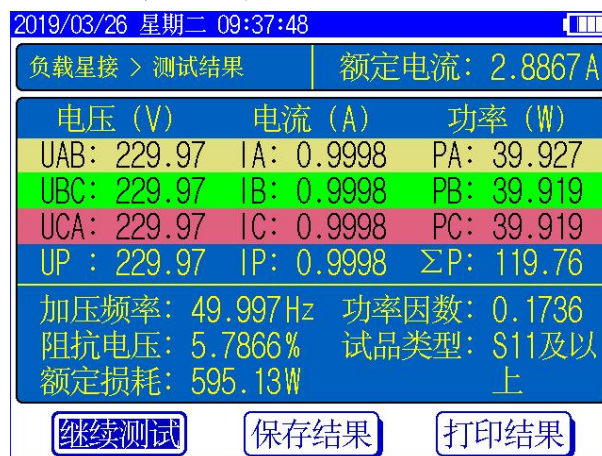 2019/03/26 星期二 09:37:48
负载星接 > 测试结果 额定电流: 2.8867A
电压 (V) 电流 (A) 功率 (W)
UAB: 229.97 IA: 0.9998 PA: 39.927
UBC: 229.97 IB: 0.9998 PB: 39.919
UCA: 229.97 IC: 0.9998 PC: 39.919
UP : 229.97 IP: 0.9998 ΣP: 119.76
加压频率: 49.997Hz 功率因数: 0.1736
阻抗电压: 5.7866% 试品类型: S11及以
额定损耗: 595.13W 上
继续测试 保存结果 打印结果